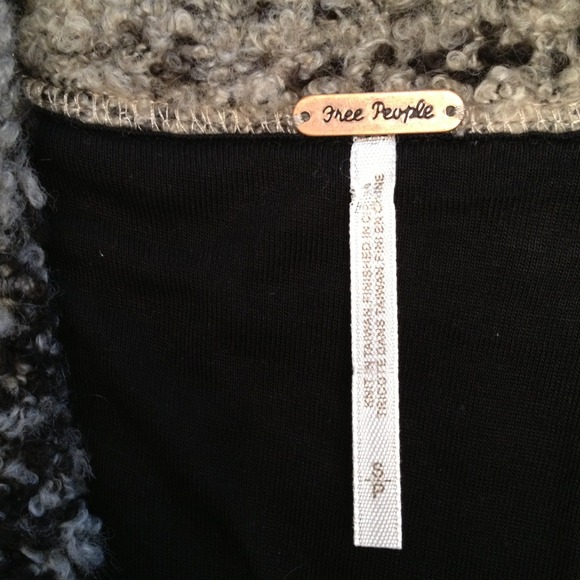 Free People
KNIT IN TAIWAN, FINISHED IN CHINA
TRICOTE DANS TAIWAN, FINI EN CHINE
S
P.